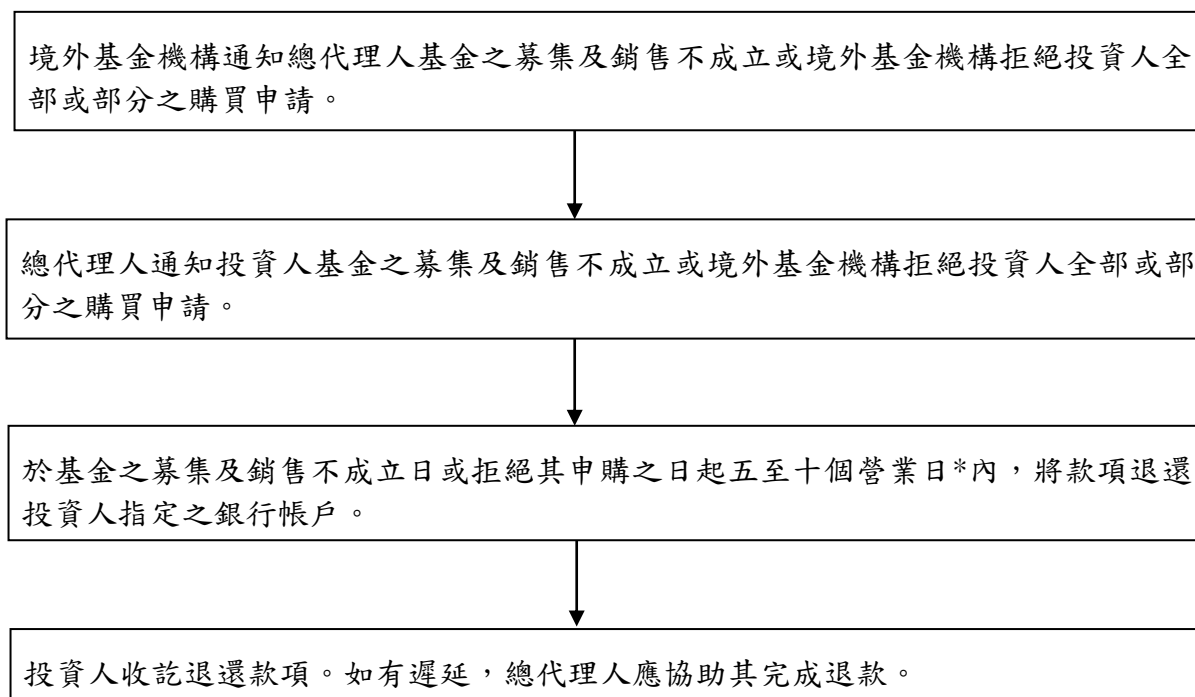 境外基金機構通知總代理人基金之募集及銷售不成立或境外基金機構拒絕投資人全
部或部分之購買申請。
總代理人通知投資人基金之募集及銷售不成立或境外基金機構拒絕投資人全部或部
分之購買申請。
於基金之募集及銷售不成立日或拒絕其申購之日起五至十個營業日*內，將款項退還
投資人指定之銀行帳戶。
投資人收訖退還款項。如有遲延，總代理人應協助其完成退款。